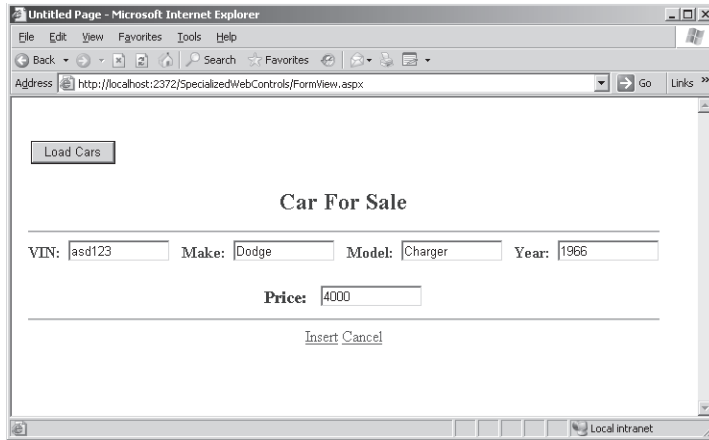 Untitled Page - Microsoft Internet Explorer
File Edit View Favorites Tools Help
Back Search Favorites
Address http://localhost:2372/SpecializedWebControls/FormView.aspx Go Links »
Load Cars
Car For Sale
VIN: asd123 Make: Dodge Model: Charger Year: 1966
Price: 4000
Insert Cancel
Local intranet